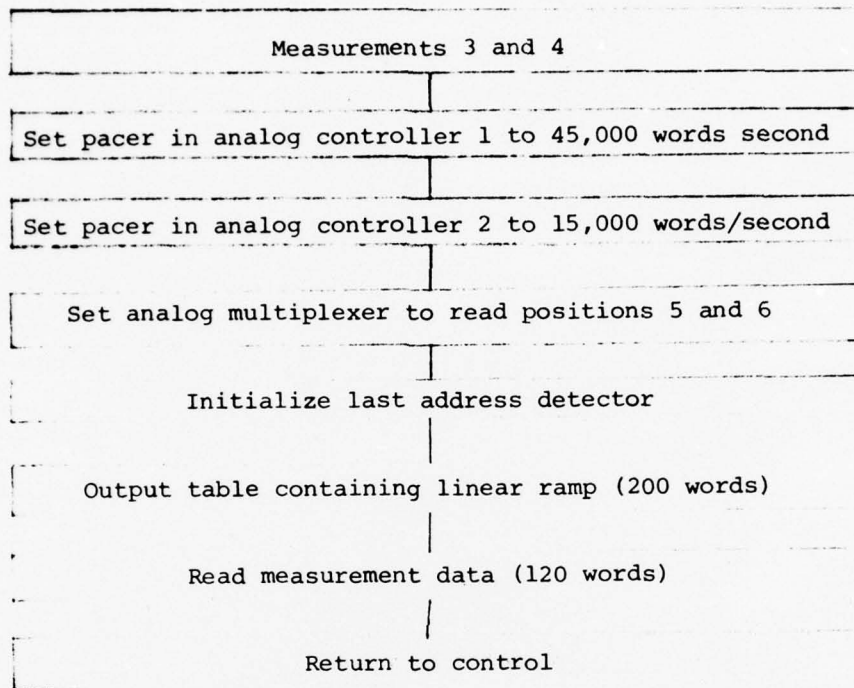 Measurements 3 and 4
Set pacer in analog controller 1 to 45,000 words second
Set pacer in analog controller 2 to 15,000 words/second
Set analog multiplexer to read positions 5 and 6
Initialize last address detector
Output table containing linear ramp (200 words)
Read measurement data (120 words)
Return to control